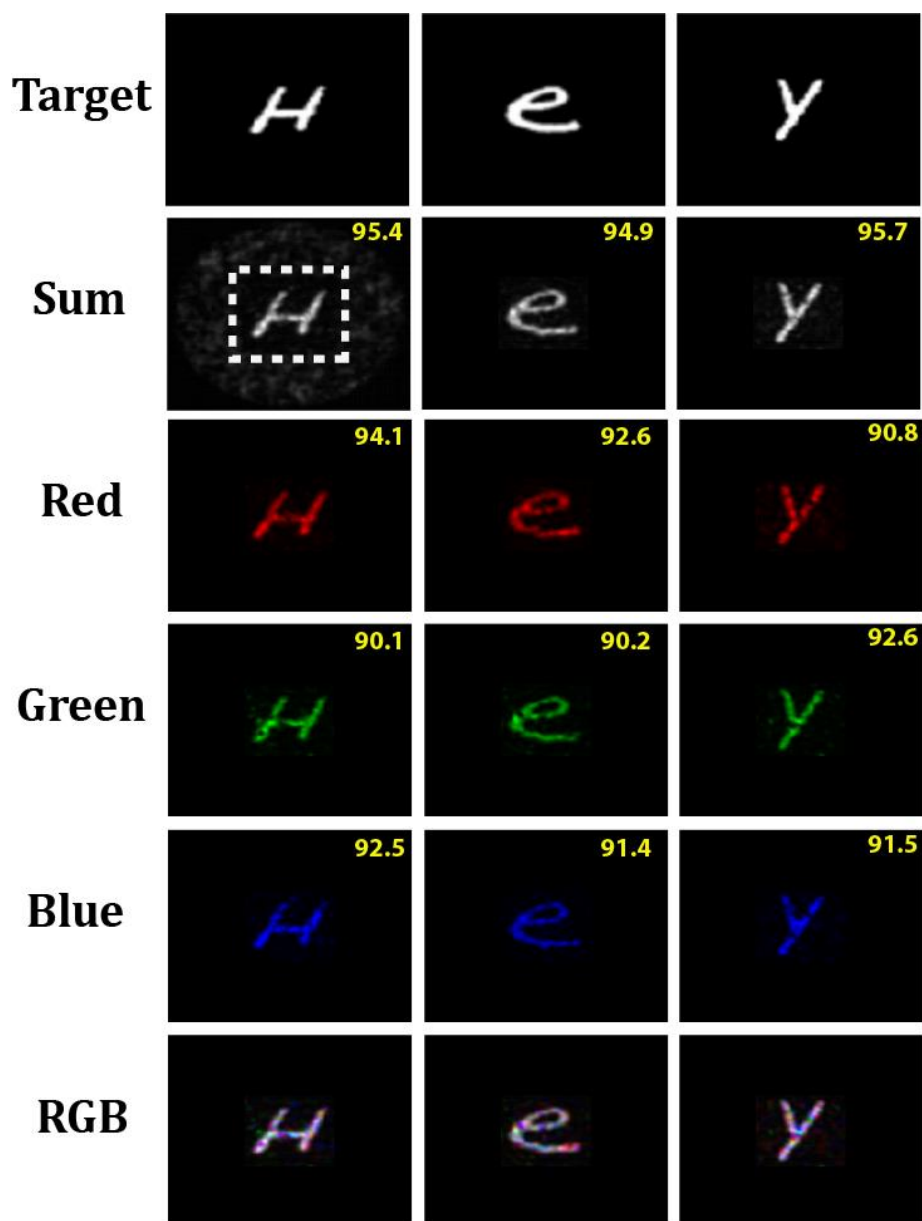 Target H e y
Sum 95.4 H 94.9 e 95.7 y
Red 94.1 H 92.6 e 90.8 y
Green 90.1 H 90.2 e 92.6 y
Blue 92.5 H 91.4 e 91.5 y
RGB H e y